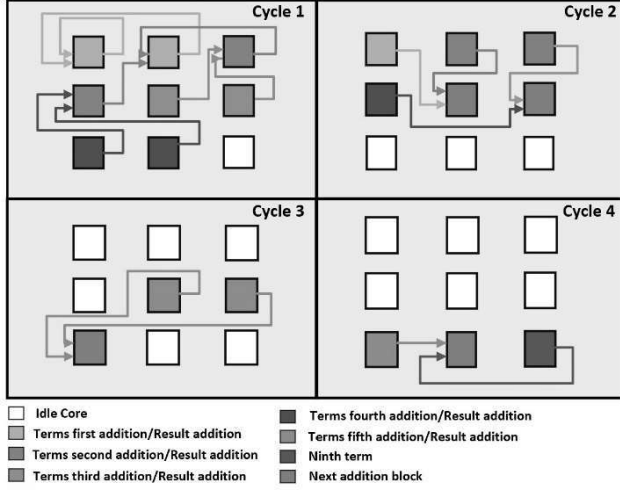 Cycle 1
Cycle 2
Cycle 3
Cycle 4
Idle Core
Terms first addition/Result addition
Terms second addition/Result addition
Terms third addition/Result addition
Terms fourth addition/Result addition
Terms fifth addition/Result addition
Ninth term
Next addition block